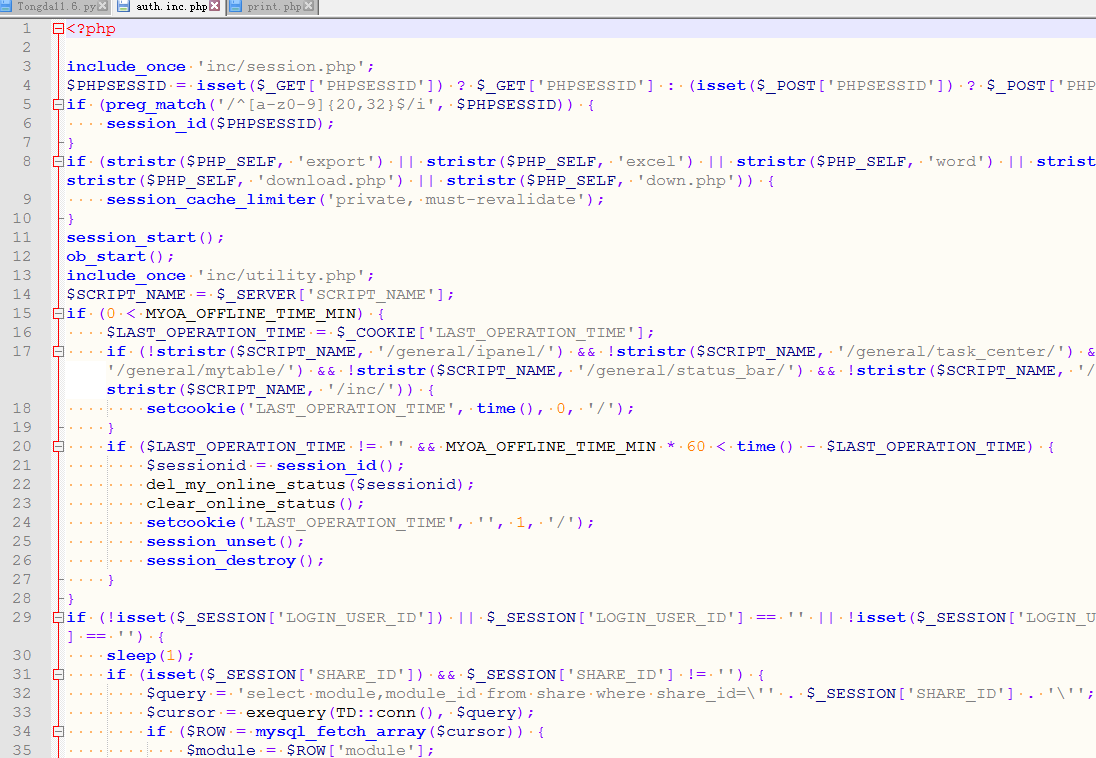 Tongda11.6.py auth.inc.php print.php
1 <?php
2
3 include_once 'inc/session.php';
4 $PHPSESSID = isset($_GET['PHPSESSID']) ? $_GET['PHPSESSID'] : (isset($_POST['PHPSESSID']) ? $_POST['PHP
5 if (preg_match('/^[a-z0-9]{20,32}$/i', $PHPSESSID)) {
6 session_id($PHPSESSID);
7 }
8 if (stristr($PHP_SELF, 'export') || stristr($PHP_SELF, 'excel') || stristr($PHP_SELF, 'word') || strist
stristr($PHP_SELF, 'download.php') || stristr($PHP_SELF, 'down.php')) {
9 session_cache_limiter('private, must-revalidate');
10 }
11 session_start();
12 ob_start();
13 include_once 'inc/utility.php';
14 $SCRIPT_NAME = $_SERVER['SCRIPT_NAME'];
15 if (0 < MYOA_OFFLINE_TIME_MIN) {
16 $LAST_OPERATION_TIME = $_COOKIE['LAST_OPERATION_TIME'];
17 if (!stristr($SCRIPT_NAME, '/general/ipanel/') && !stristr($SCRIPT_NAME, '/general/task_center/') &
'/general/mytable/') && !stristr($SCRIPT_NAME, '/general/status_bar/') && !stristr($SCRIPT_NAME, '/
stristr($SCRIPT_NAME, '/inc/')) {
18 setcookie('LAST_OPERATION_TIME', time(), 0, '/');
19 }
20 if ($LAST_OPERATION_TIME != '' && MYOA_OFFLINE_TIME_MIN * 60 < time() - $LAST_OPERATION_TIME) {
21 $sessionid = session_id();
22 del_my_online_status($sessionid);
23 clear_online_status();
24 setcookie('LAST_OPERATION_TIME', '', 1, '/');
25 session_unset();
26 session_destroy();
27 }
28 }
29 if (!isset($_SESSION['LOGIN_USER_ID']) || $_SESSION['LOGIN_USER_ID'] == '' || !isset($_SESSION['LOGIN_U
] == '') {
30 sleep(1);
31 if (isset($_SESSION['SHARE_ID']) && $_SESSION['SHARE_ID'] != '') {
32 $query = 'select module,module_id from share where share_id=\'' . $_SESSION['SHARE_ID'] . '\'';
33 $cursor = exequery(TD::conn(), $query);
34 if ($ROW = mysql_fetch_array($cursor)) {
35 $module = $ROW['module'];